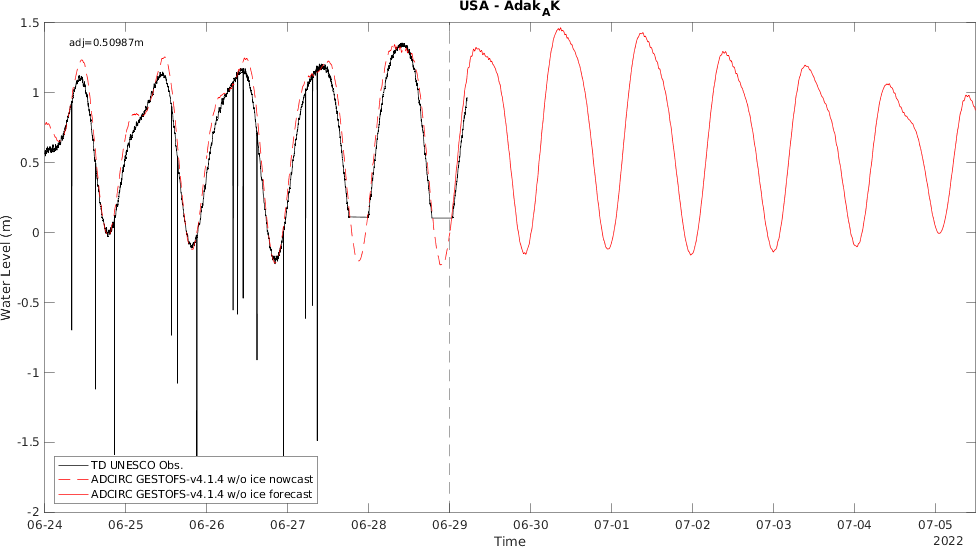 USA - Adak_AK
adj=0.50987m
1.5
1
0.5
0
-0.5
-1
-1.5
-2
Water Level (m)
TD UNESCO Obs.
ADCIRC GESTOFS-v4.1.4 w/o ice nowcast
ADCIRC GESTOFS-v4.1.4 w/o ice forecast
06-24 06-25 06-26 06-27 06-28 06-29 06-30 07-01 07-02 07-03 07-04 07-05
Time
2022